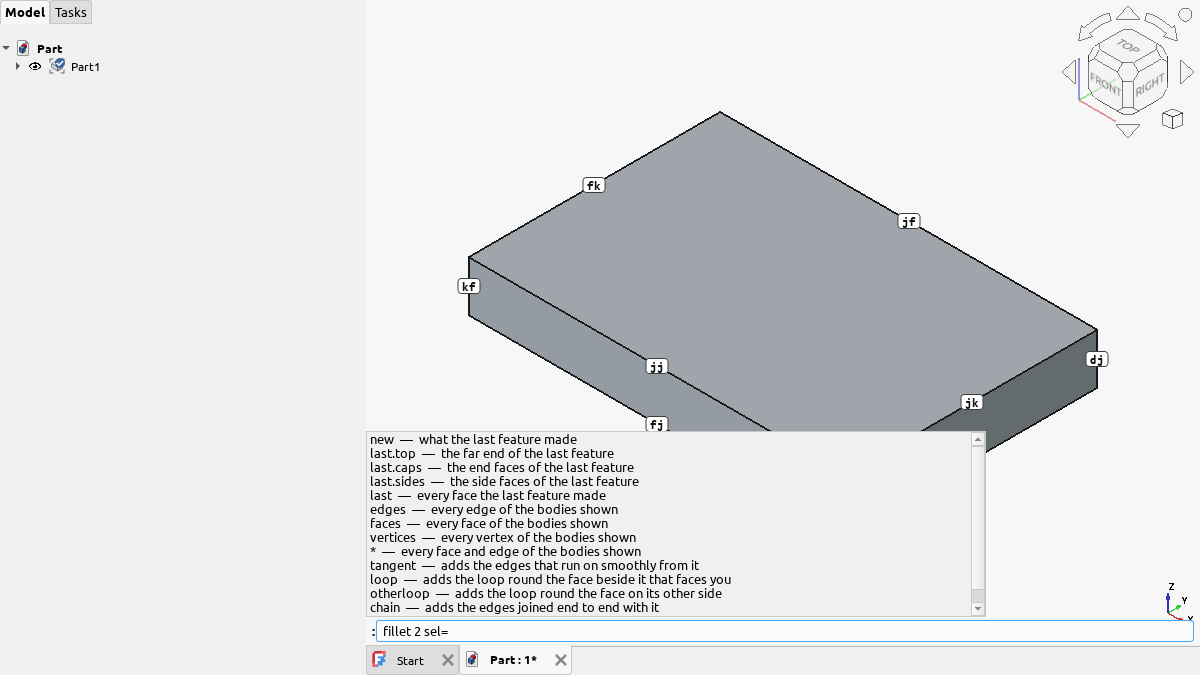 Model Tasks
Part
Part1
TOP
FRONT
RIGHT
fk
jf
kf
jj
dj
jk
fj
new — what the last feature made
last.top — the far end of the last feature
last.caps — the end faces of the last feature
last.sides — the side faces of the last feature
last — every face the last feature made
edges — every edge of the bodies shown
faces — every face of the bodies shown
vertices — every vertex of the bodies shown
* — every face and edge of the bodies shown
tangent — adds the edges that run on smoothly from it
loop — adds the loop round the face beside it that faces you
otherloop — adds the loop round the face on its other side
chain — adds the edges joined end to end with it
Z
Y
X
: fillet 2 sel=
Start
Part : 1*